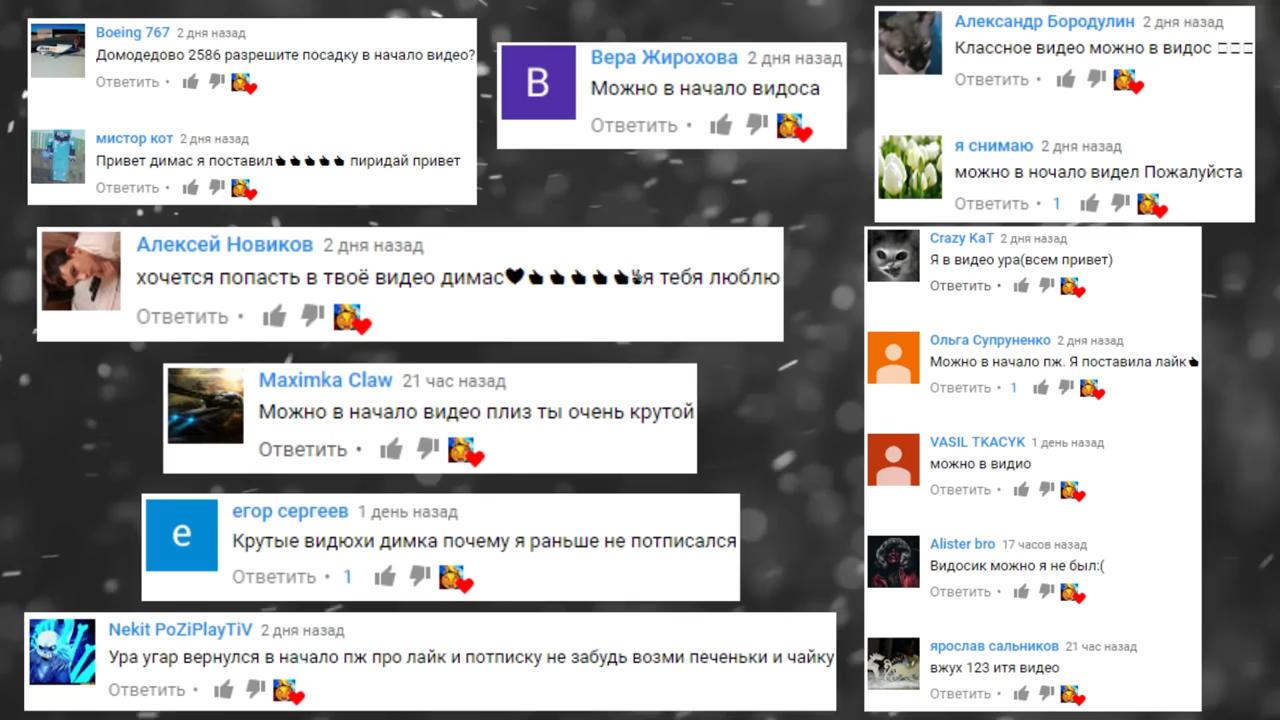 Boeing 767 2 дня назад
Домодедово 2586 разрешите посадку в начало видео?
Ответить •
мистор кот 2 дня назад
Привет димас я поставил пиридай привет
Ответить •
Вера Жирохова 2 дня назад
В
Можно в начало видоса
Ответить •
Александр Бородулин 2 дня назад
Классное видео можно в видос
Ответить •
я снимаю 2 дня назад
можно в ночало видел Пожалуйста
Ответить • 1
Алексей Новиков 2 дня назад
хочется попасть в твоё видео димас я тебя люблю
Ответить •
Maximka Claw 21 час назад
Можно в начало видео плиз ты очень крутой
Ответить •
егор сергеев 1 день назад
е
Крутые видюхи димка почему я раньше не потписался
Ответить • 1
Nekit PoZiPlayTiV 2 дня назад
Ура угар вернулся в начало пж про лайк и потписку не забудь возми печеньки и чайку
Ответить •
Crazy KaT 2 дня назад
Я в видео ура(всем привет)
Ответить •
Ольга Супруненко 2 дня назад
Можно в начало пж. Я поставила лайк
Ответить • 1
VASIL TKACYK 1 день назад
можно в видио
Ответить •
Alister bro 17 часов назад
Видосик можно я не был:(
Ответить •
ярослав сальников 21 час назад
вжух 123 итя видео
Ответить •